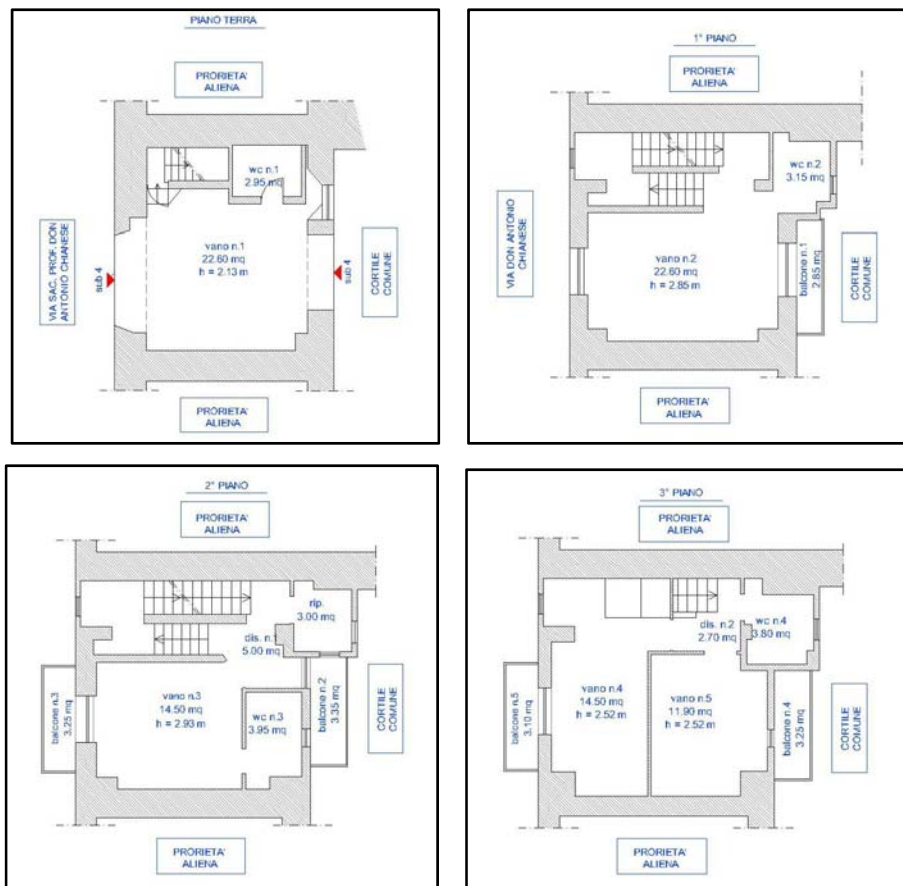 PIANO TERRA
PRORIETA'
ALIENA
wc n.1
2.95 mq
VIA SAC. PROF. DON
ANTONIO CHIANESE
sub 4
vano n.1
22.60 mq
h = 2.13 m
sub 4
CORTILE
COMUNE
PRORIETA'
ALIENA
1° PIANO
PRORIETA'
ALIENA
wc n.2
3.15 mq
VIA DON ANTONIO
CHIANESE
vano n.2
22.60 mq
h = 2.85 m
balcone n.1
2.85 mq
CORTILE
COMUNE
PRORIETA'
ALIENA
2° PIANO
PRORIETA'
ALIENA
rip.
3.00 mq
dis. n.1
5.00 mq
balcone n.3
3.25 mq
vano n.3
14.50 mq
h = 2.93 m
wc n.3
3.95 mq
balcone n.2
3.35 mq
CORTILE
COMUNE
PRORIETA'
ALIENA
3° PIANO
PRORIETA'
ALIENA
dis. n.2
2.70 mq
wc n.4
3.80 mq
balcone n.5
3.10 mq
vano n.4
14.50 mq
h = 2.52 m
vano n.5
11.90 mq
h = 2.52 m
balcone n.4
3.25 mq
CORTILE
COMUNE
PRORIETA'
ALIENA